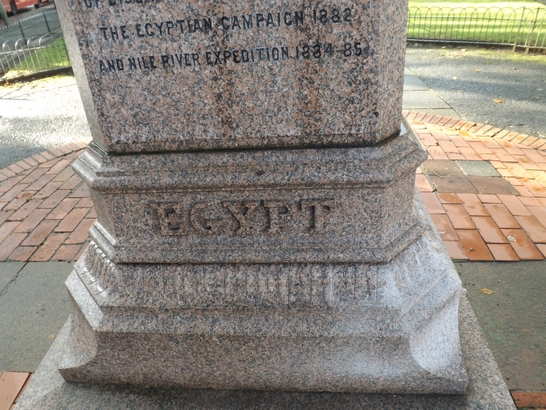 THE EGYPTIAN CAMPAIGN 1882
AND NILE RIVER EXPEDITION 1884-85
EGYPT